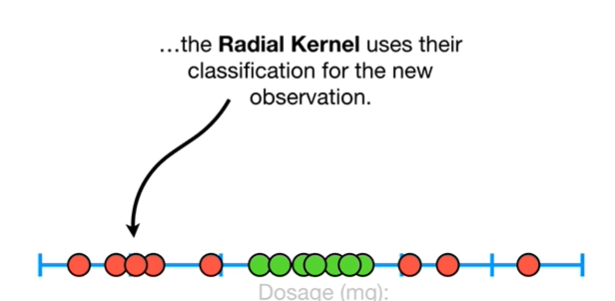 ...the Radial Kernel uses their
classification for the new
observation.
Dosage (mg):